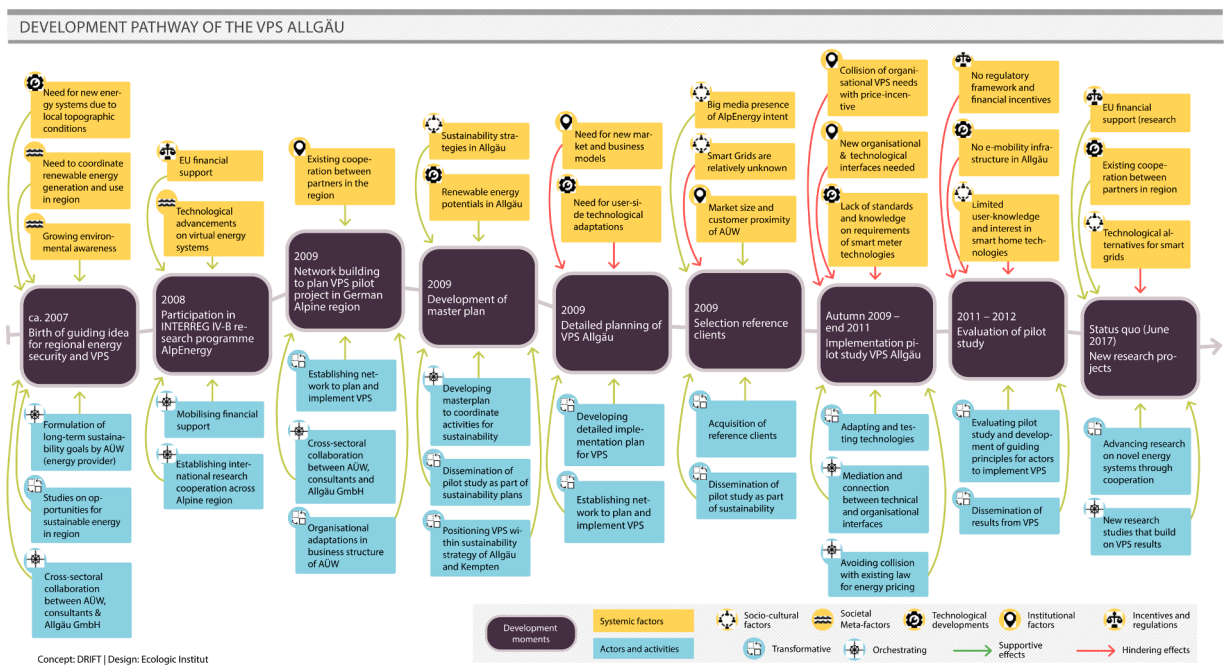 DEVELOPMENT PATHWAY OF THE VPS ALLGÄU
Need for new ener-
gy systems due to
local topographic
conditions
Need to coordinate
renewable energy
generation and use
in region
Growing environ-
mental awareness
ca. 2007
Birth of guiding idea
for regional energy
security and VPS
Formulation of
long-term sustaina-
bility goals by AÜW
(energy provider)
Studies on op-
portunities for
sustainable energy
in region
Cross-sectoral
collaboration
between AÜW,
consultants &
Allgäu GmbH
EU financial
support
Technological
advancements
on virtual energy
systems
2008
Participation in
INTERREG IV-B re-
search programme
AlpEnergy
Mobilising financial
support
Establishing inter-
national research
cooperation across
Alpine region
Existing coope-
ration between
partners in the
region
2009
Network building
to plan VPS pilot
project in German
Alpine region
Establishing net-
work to plan and
implement VPS
Cross-sectoral
collaboration
between AÜW,
consultants and
Allgäu GmbH
Organisational
adaptations in
business structure
of AÜW
Sustainability stra-
tegies in Allgäu
Renewable energy
potentials in Allgäu
2009
Development of
master plan
Developing
masterplan
to coordinate
activities for
sustainability
Dissemination of
pilot study as part of
sustainability plans
Positioning VPS wit-
hin sustainability
strategy of Allgäu
and Kempten
Need for new mar-
ket and business
models
Need for user-si-
de technological
adaptations
2009
Detailed planning of
VPS Allgäu
Developing
detailed imple-
mentation plan
for VPS
Establishing net-
work to plan and
implement VPS
Big media presence
of AlpEnergy intent
Smart Grids are
relatively unknown
Market size and
customer proximity
of AÜW
2009
Selection reference
clients
Acquisition of
reference clients
Dissemination of
pilot study as part
of sustainability
Collision of organi-
sational VPS needs
with price-incen-
tive
New organisational
& technological
interfaces needed
Lack of standards
and knowledge
on requirements
of smart meter
technologies
Autumn 2009 –
end 2011
Implementation pi-
lot study VPS Allgäu
Adapting and tes-
ting technologies
Mediation and
connection
between technical
and organisational
interfaces
Avoiding collision
with existing law
for energy pricing
No regulatory
framework and
financial incentives
No e-mobility infra-
structure in Allgäu
Limited
user-knowledge
and interest in
smart home tech-
nologies
2011 – 2012
Evaluation of pilot
study
Evaluating pilot
study and develop-
ment of guiding
principles for actors
to implement VPS
Dissemination of
results from VPS
EU financial
support (research
Existing coope-
ration between
partners in region
Technological al-
ternatives for smart
grids
Status quo (June
2017)
New research pro-
jects
Advancing research
on novel energy
systems through
cooperation
New research
studies that build
on VPS results
Development
moments
Systemic factors
Actors and activities
Socio-cultural
factors
Societal
Meta-factors
Technological
developments
Institutional
factors
Incentives and
regulations
Transformative
Orchestrating
Supportive
effects
Hindering effects
Concept: DRIFT | Design: Ecologic Institut